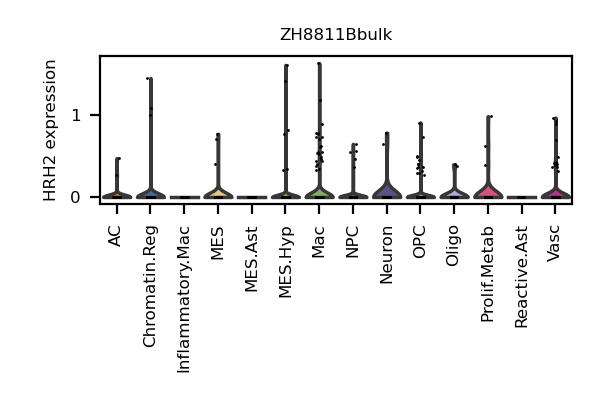 ZH8811Bbulk
HRH2 expression
1
0
AC
Chromatin.Reg
Inflammatory.Mac
MES
MES.Ast
MES.Hyp
Mac
NPC
Neuron
OPC
Oligo
Prolif.Metab
Reactive.Ast
Vasc